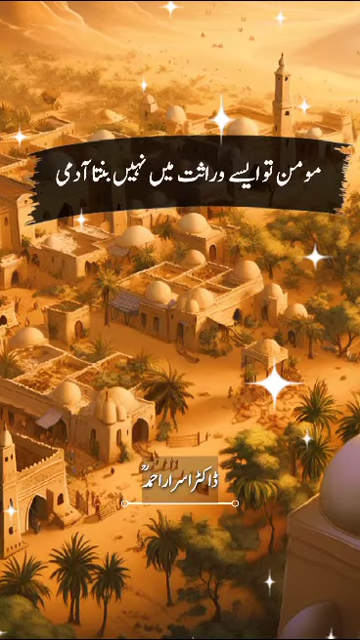 مومن تو ایسے وراثت میں نہیں بنتا آدمی
ڈاکٹر اسرار احمدؒ